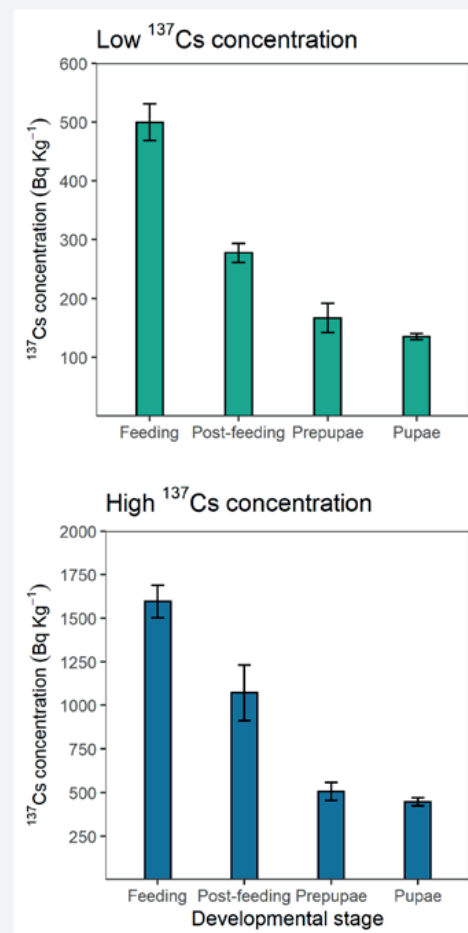 Low ¹³⁷Cs concentration
600
500
400
300
200
100
¹³⁷Cs concentration (Bq Kg⁻¹)
Feeding Post-feeding Prepupae Pupae
High ¹³⁷Cs concentration
2000
1750
1500
1250
1000
750
500
250
¹³⁷Cs concentration (Bq Kg⁻¹)
Feeding Post-feeding Prepupae Pupae
Developmental stage